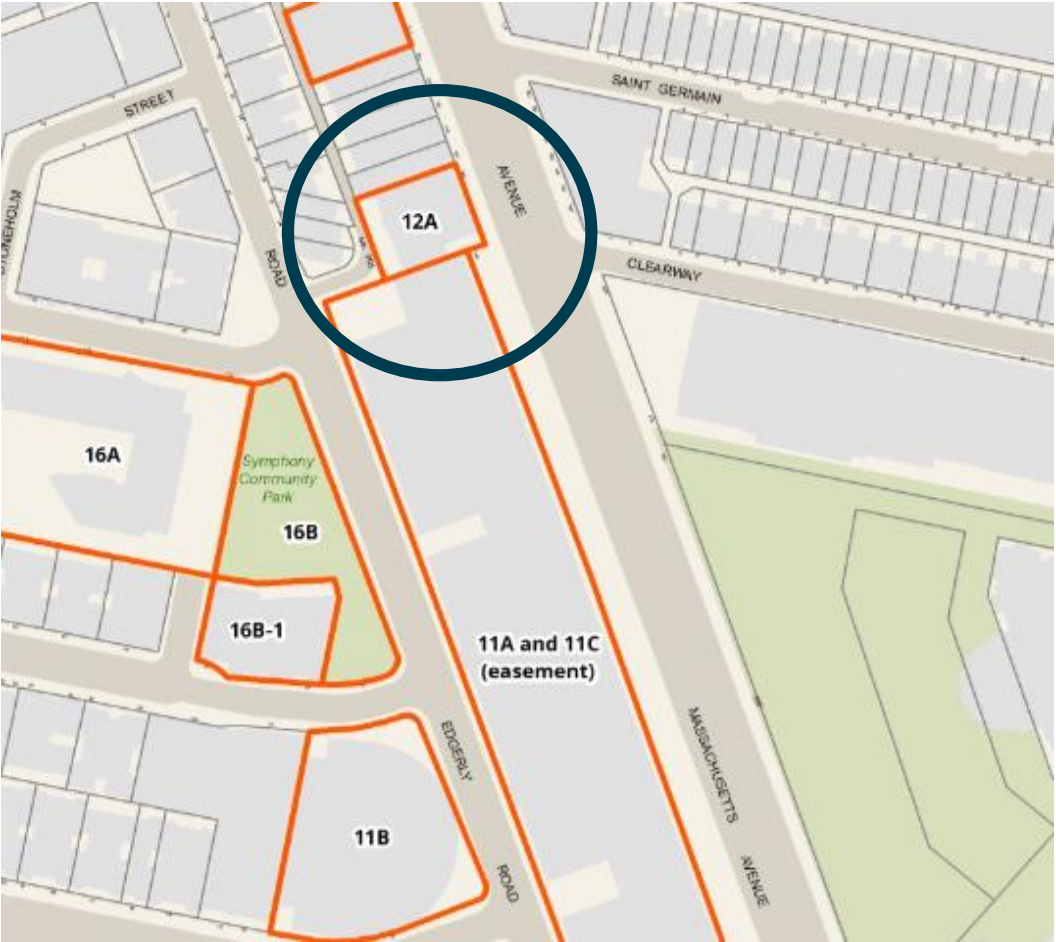 SAINT GERMAIN
STREET
AVENUE
12A
ROAD
CLEARWAY
16A
Symphony
Community
Park
16B
16B-1
11A and 11C
(easement)
EDGERLY
MASSACHUSETTS
11B
ROAD
AVENUE